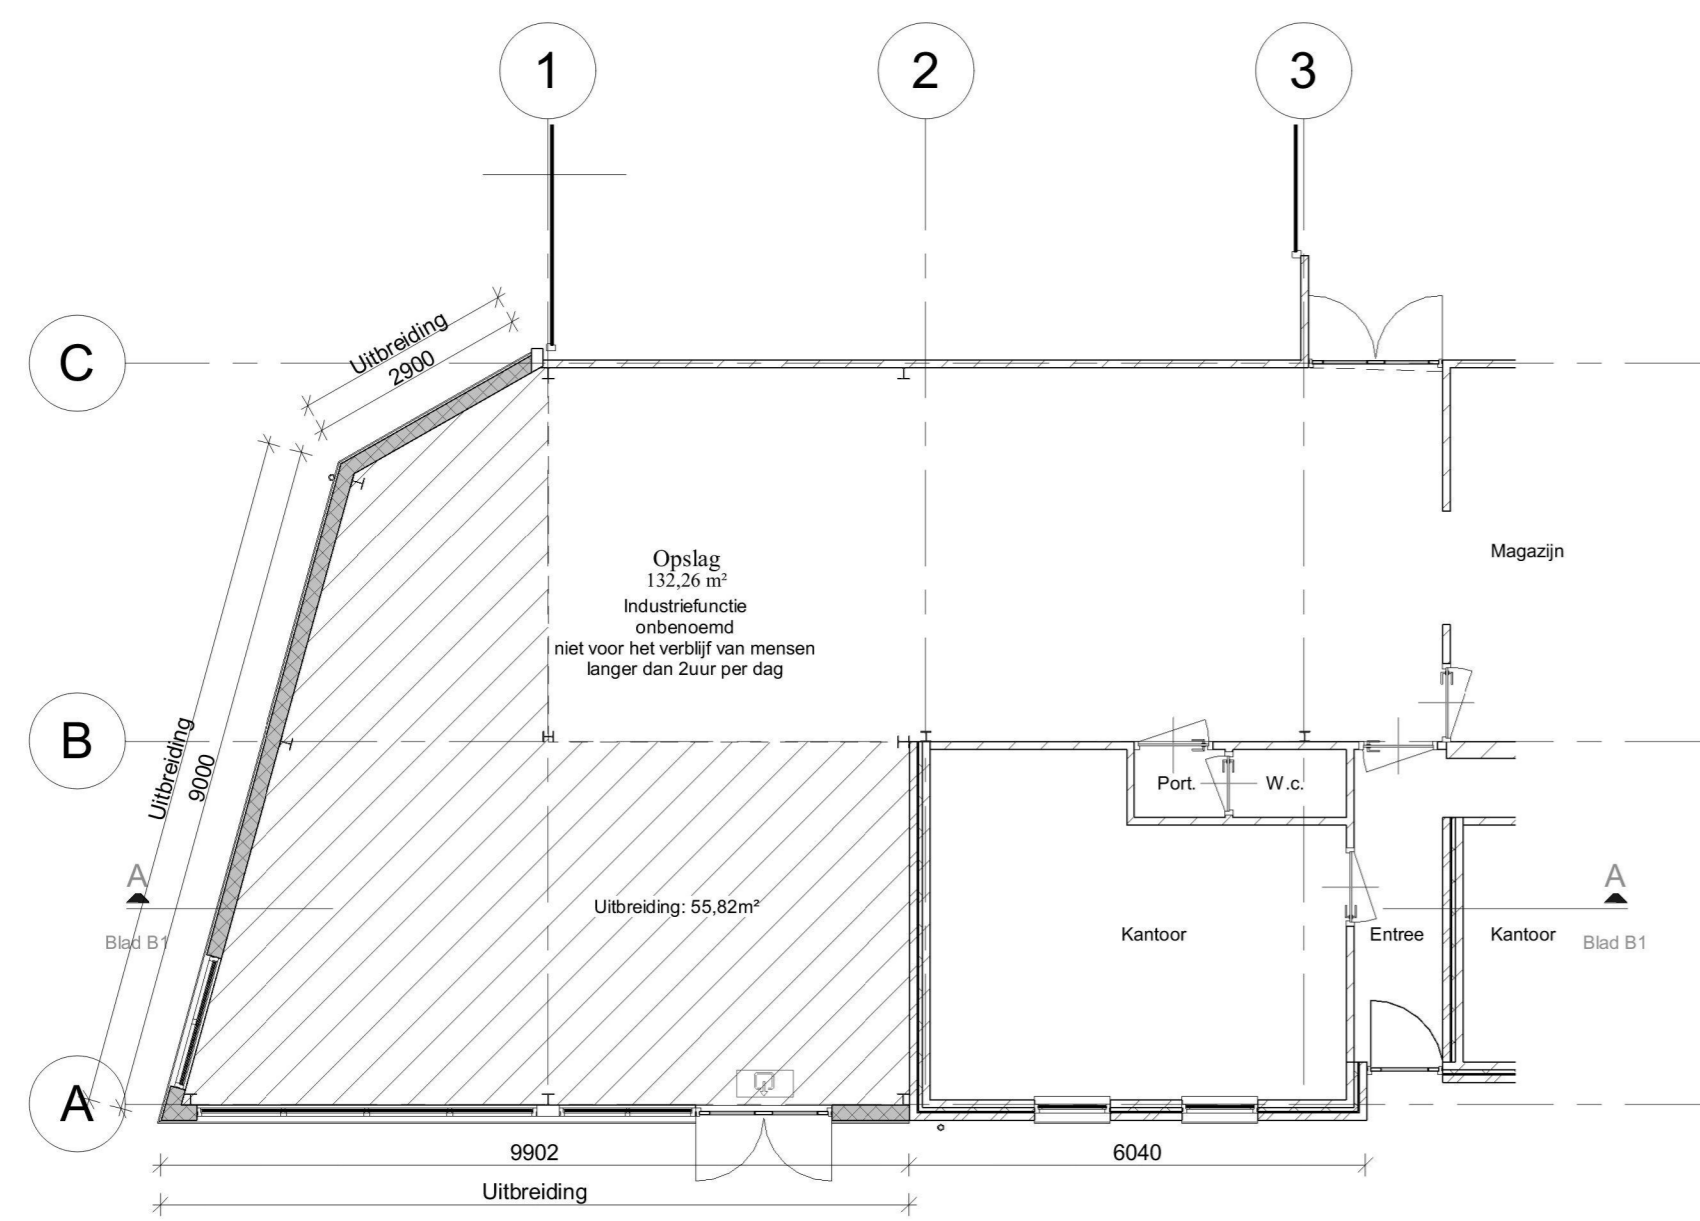 1
2
3
C
Uitbreiding
2900
Opslag
132,26 m²
Industriefunctie
onbenoemd
niet voor het verblijf van mensen
langer dan 2uur per dag
Magazijn
B
Uitbreiding
9000
Port.
W.c.
A
Blad B1
Uitbreiding: 55,82m²
Kantoor
Entree
Kantoor
A
Blad B1
A
9902
6040
Uitbreiding